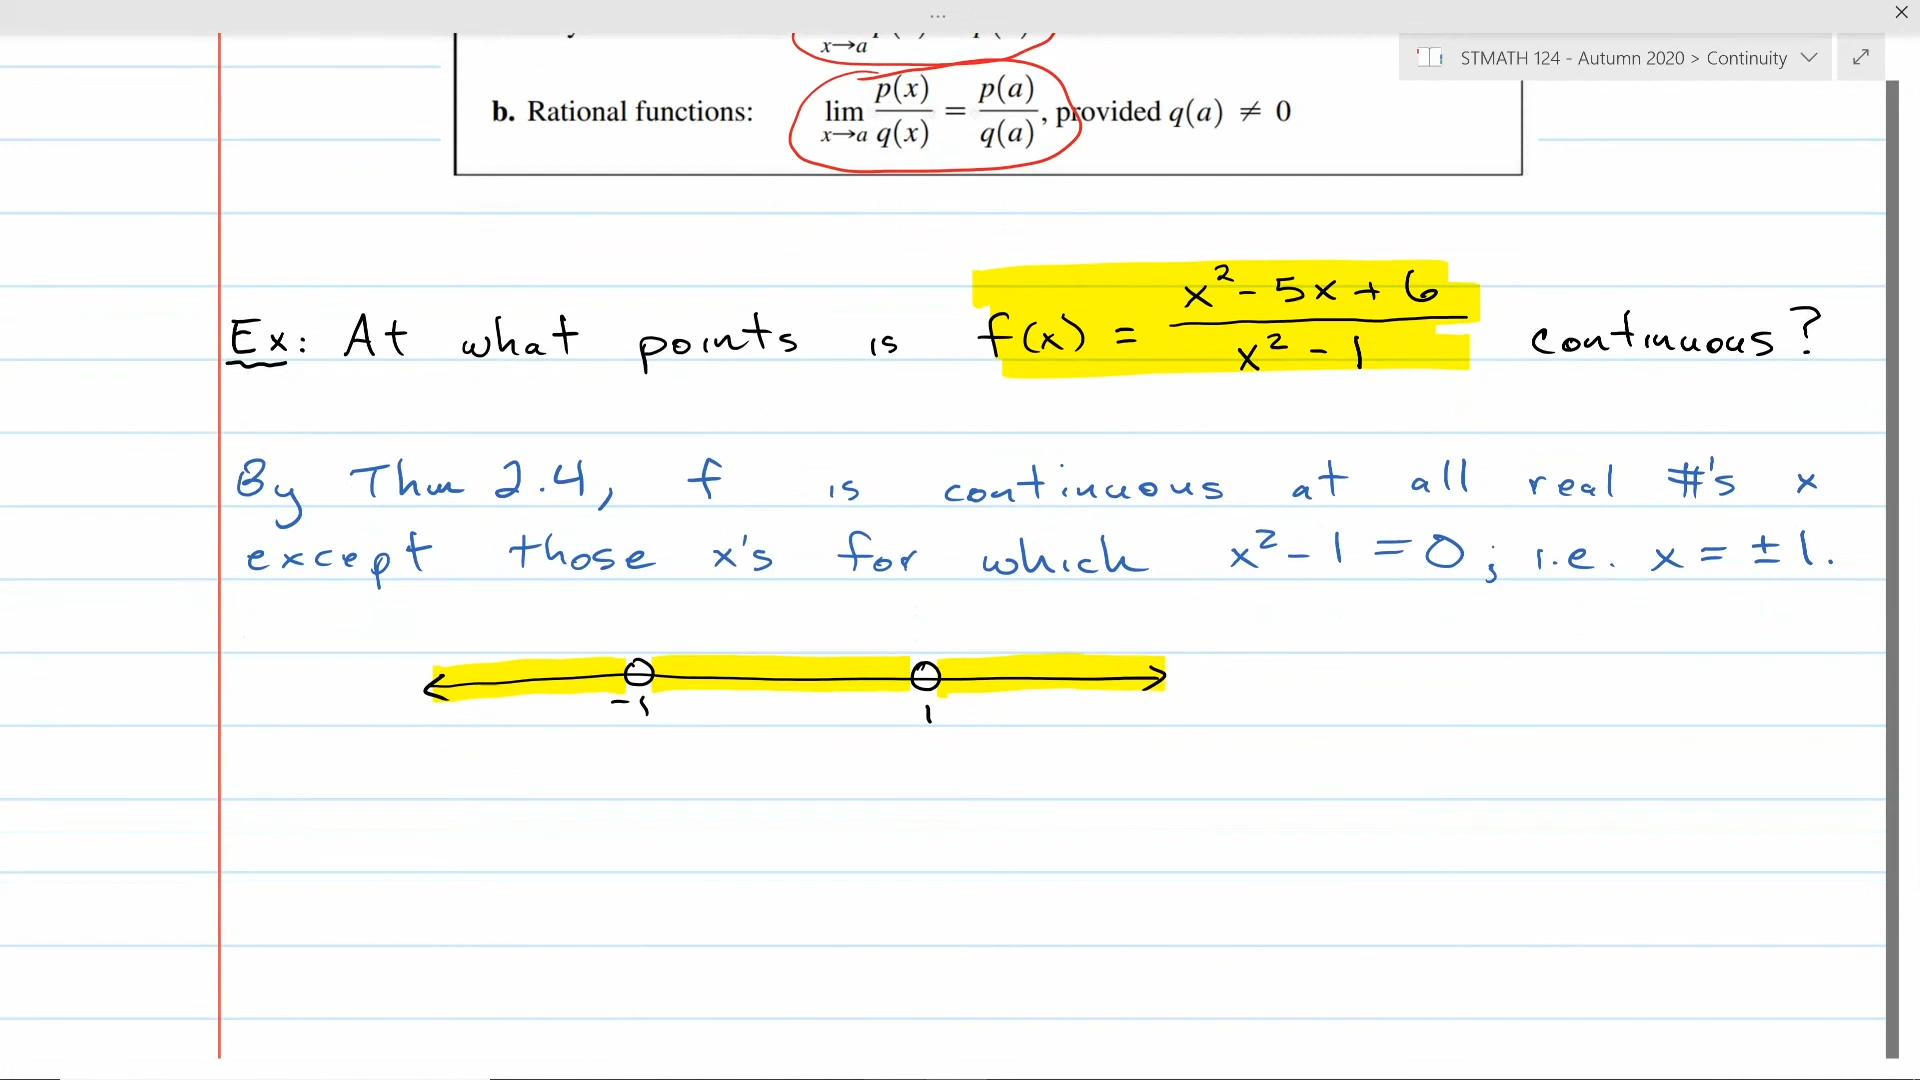 ...
STMATH 124 - Autumn 2020 > Continuity
x→a
b. Rational functions: lim x→a p(x)/q(x) = p(a)/q(a), provided q(a) ≠ 0
Ex: At what points is f(x) = (x² - 5x + 6)/(x² - 1) continuous?
By Thm 2.4, f is continuous at all real #'s x
except those x's for which x² - 1 = 0; i.e. x = ± 1.
-1 1